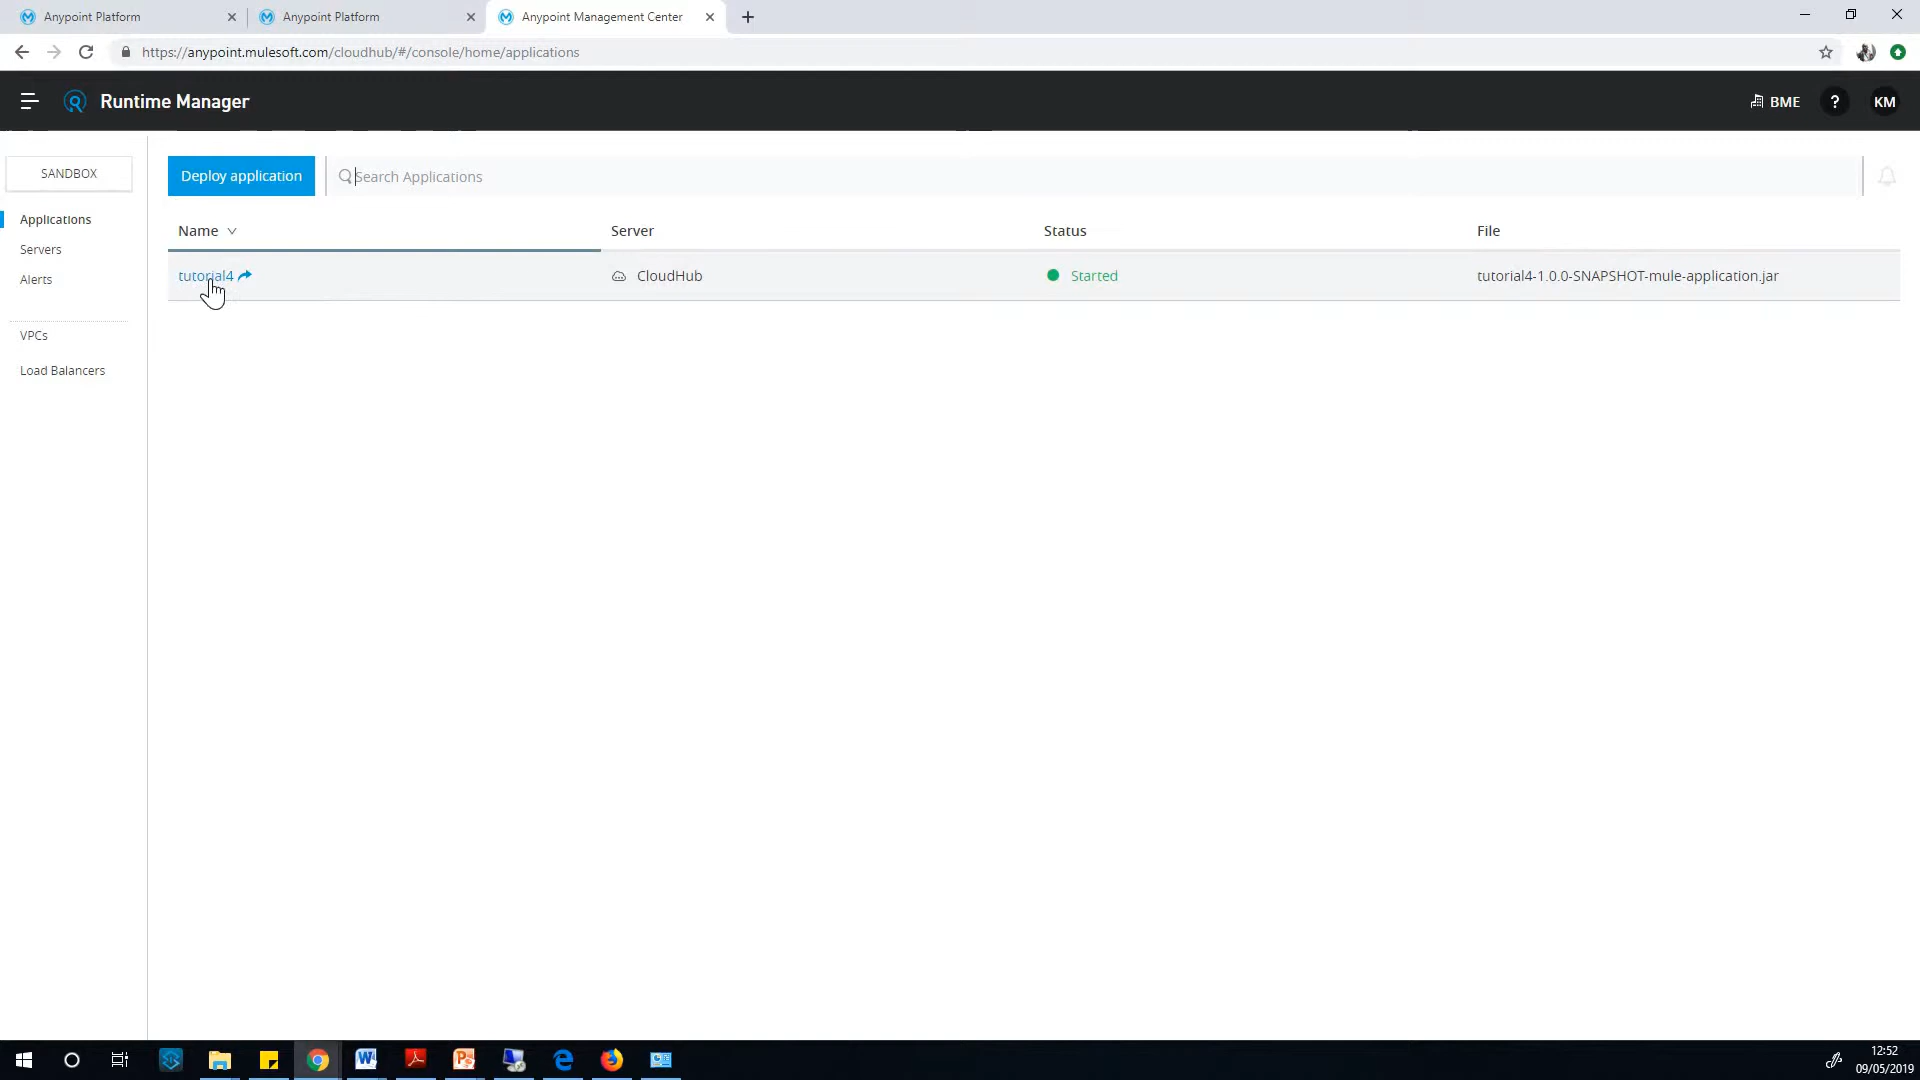 Anypoint Platform
Anypoint Platform
Anypoint Management Center
https://anypoint.mulesoft.com/cloudhub/#/console/home/applications
Runtime Manager
BME
?
KM
SANDBOX
Applications
Servers
Alerts
VPCs
Load Balancers
Deploy application
Search Applications
Name
Server
Status
File
tutorial4
CloudHub
Started
tutorial4-1.0.0-SNAPSHOT-mule-application.jar
12:52
09/05/2019